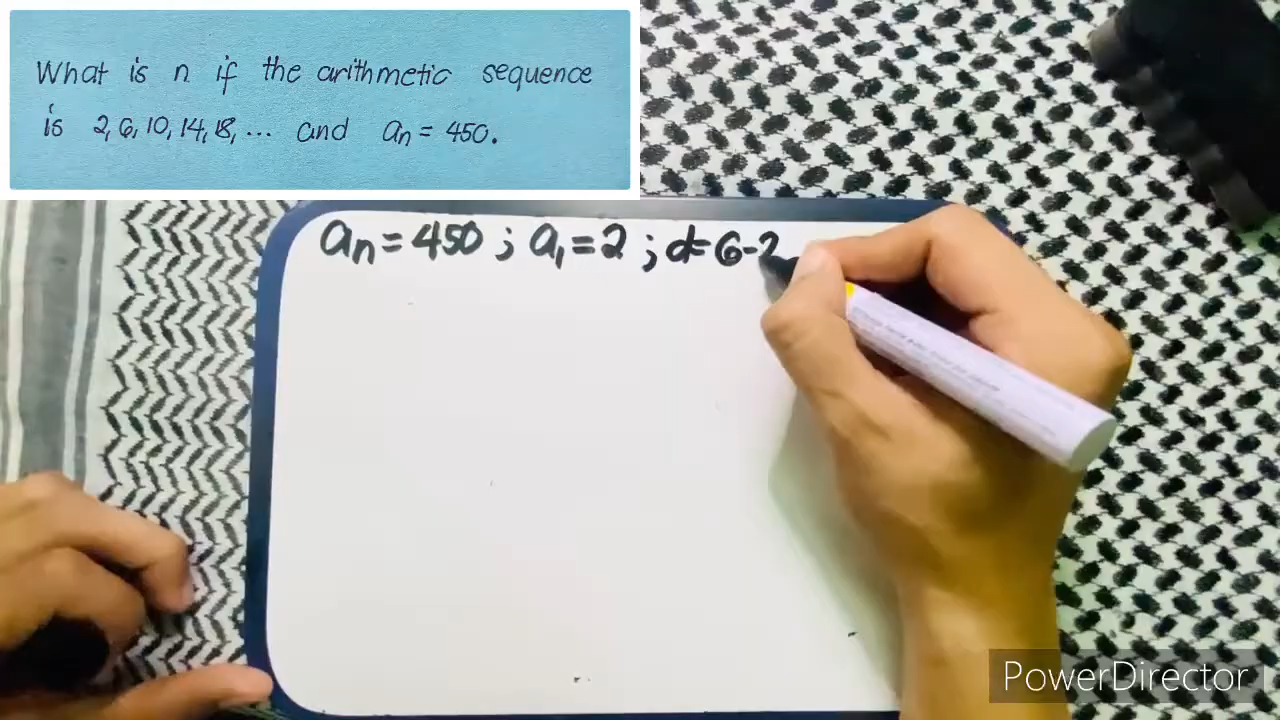 What is n if the arithmetic sequence
is 2, 6, 10, 14, 18, ... and an = 450.
an = 450 ; a1 = 2 ; d = 6 - 2
PowerDirector